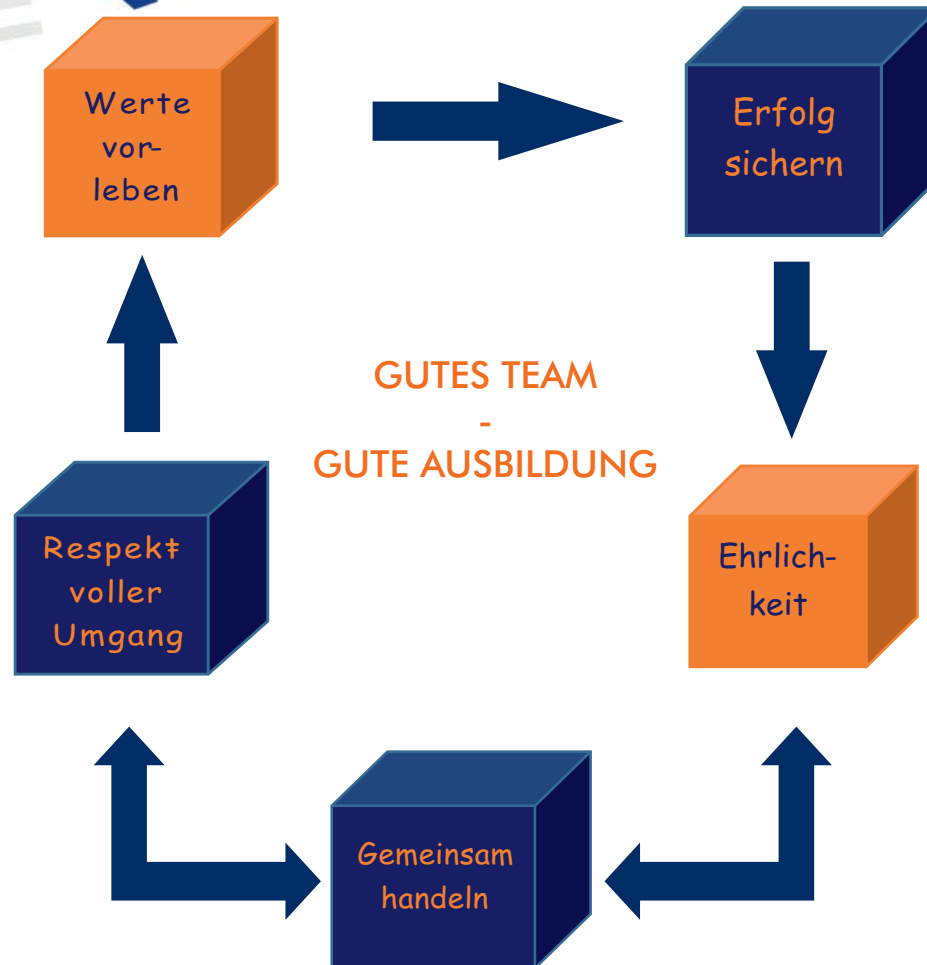 Werte
vor-
leben
Erfolg
sichern
GUTES TEAM
-
GUTE AUSBILDUNG
Respekt
voller
Umgang
Ehrlich-
keit
Gemeinsam
handeln